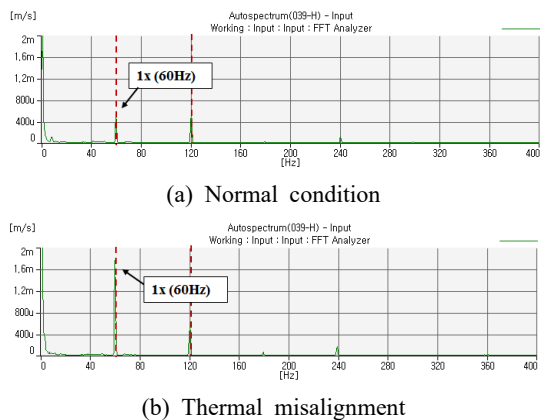 [m/s]
Autospectrum(039-H) - Input
Working : Input : Input : FFT Analyzer
2m
1,6m
1,2m
800u
400u
0
1x (60Hz)
0 40 80 120 160 200 240 280 320 360 400
[Hz]
(a) Normal condition
[m/s]
Autospectrum(039-H) - Input
Working : Input : Input : FFT Analyzer
2m
1,6m
1,2m
800u
400u
0
1x (60Hz)
0 40 80 120 160 200 240 280 320 360 400
[Hz]
(b) Thermal misalignment